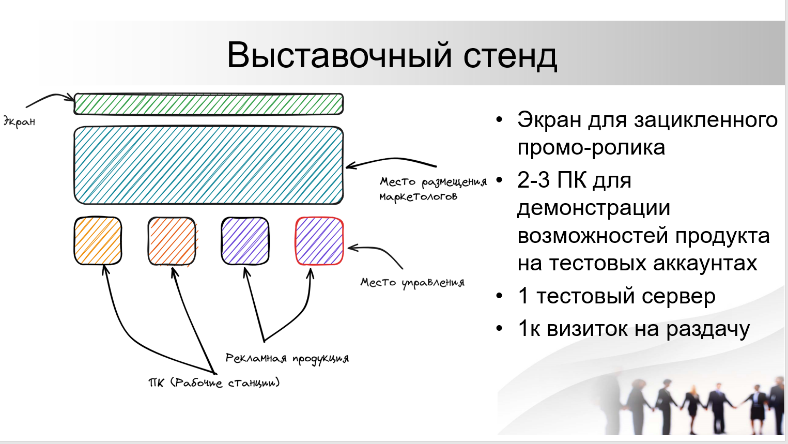 Выставочный стенд
Экран
Место размещения
маркетологов
Место управления
Рекламная продукция
ПК (Рабочие станции)
• Экран для зацикленного
промо-ролика
• 2-3 ПК для
демонстрации
возможностей продукта
на тестовых аккаунтах
• 1 тестовый сервер
• 1к визиток на раздачу